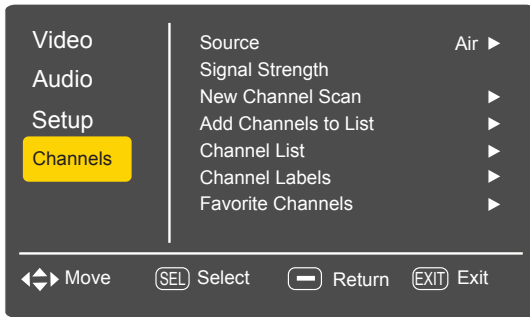 Video
Audio
Setup
Channels
Source Air
Signal Strength
New Channel Scan
Add Channels to List
Channel List
Channel Labels
Favorite Channels
Move SEL Select Return EXIT Exit